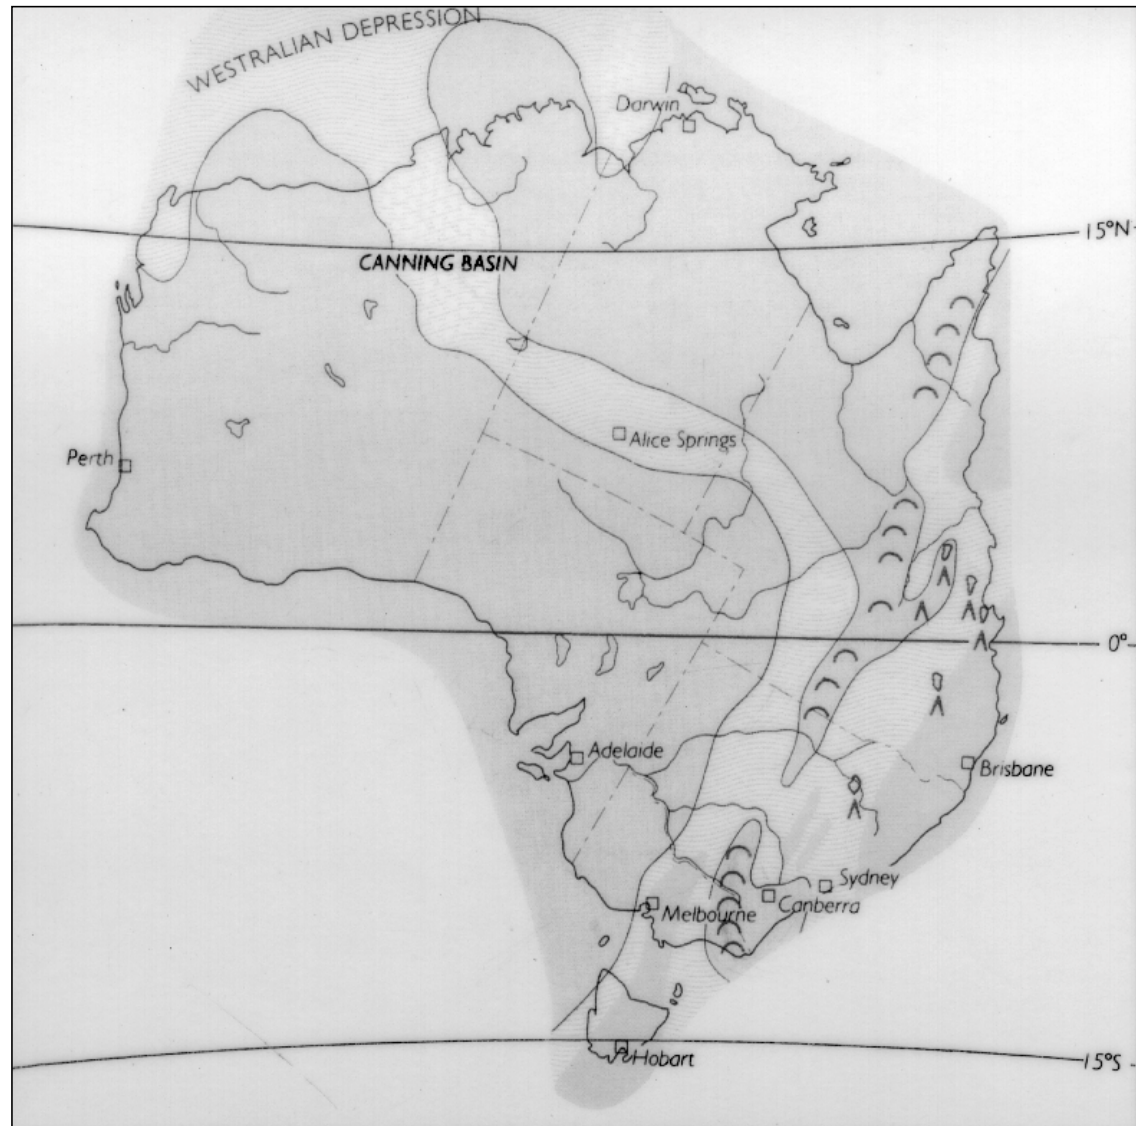 WESTRALIAN DEPRESSION
Darwin
15°N
CANNING BASIN
Alice Springs
Perth
0°
Adelaide
Brisbane
Sydney
Canberra
Melbourne
15°S
Hobart